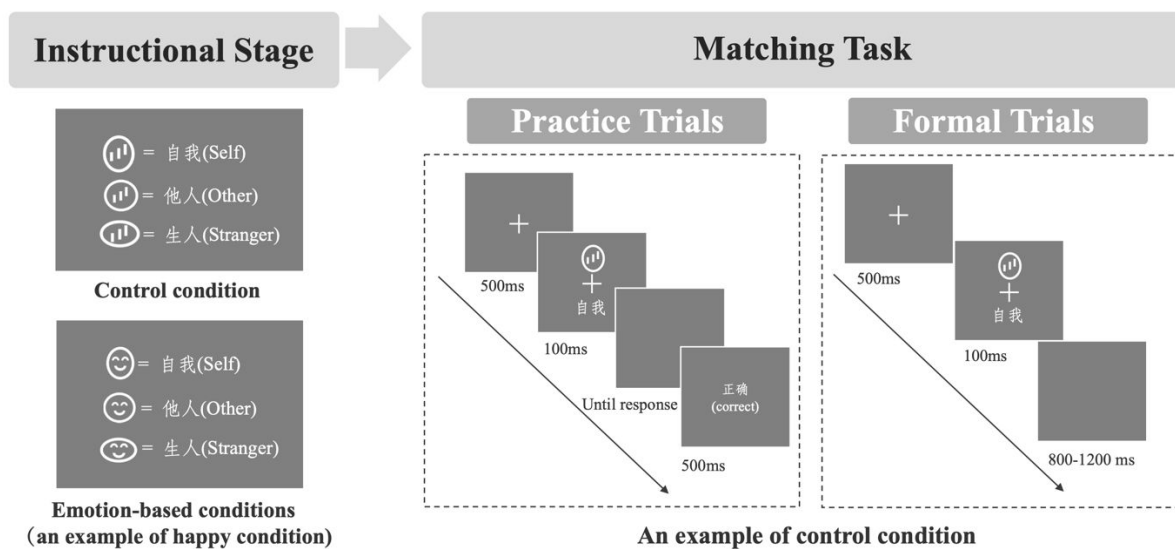 Instructional Stage
= 自我(Self)
= 他人(Other)
= 生人(Stranger)
Control condition
= 自我(Self)
= 他人(Other)
= 生人(Stranger)
Emotion-based conditions
（an example of happy condition)
Matching Task
Practice Trials
500ms
自我
100ms
Until response
正确
(correct)
500ms
Formal Trials
500ms
自我
100ms
800-1200 ms
An example of control condition